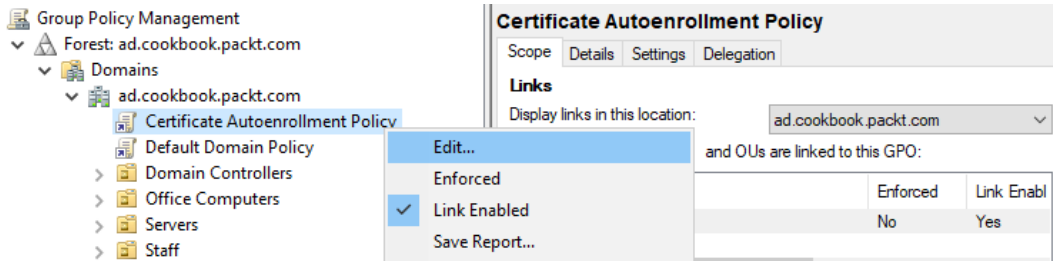 Group Policy Management
Forest: ad.cookbook.packt.com
Domains
ad.cookbook.packt.com
Certificate Autoenrollment Policy
Default Domain Policy
Domain Controllers
Office Computers
Servers
Staff
Edit...
Enforced
Link Enabled
Save Report...
Certificate Autoenrollment Policy
Scope Details Settings Delegation
Links
Display links in this location: ad.cookbook.packt.com
and OUs are linked to this GPO:
Enforced Link Enabl
No Yes